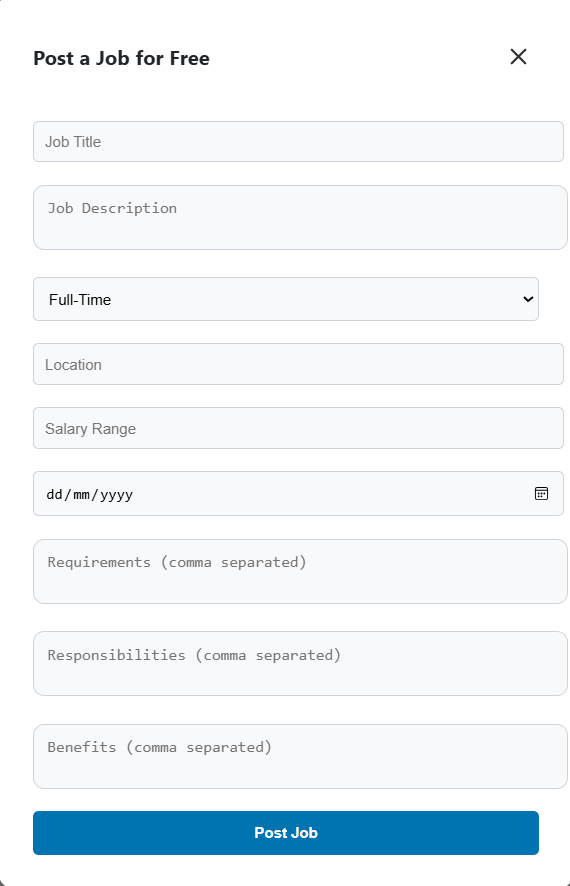 Post a Job for Free
Job Title
Job Description
Full-Time
Location
Salary Range
dd/mm/yyyy
Requirements (comma separated)
Responsibilities (comma separated)
Benefits (comma separated)
Post Job